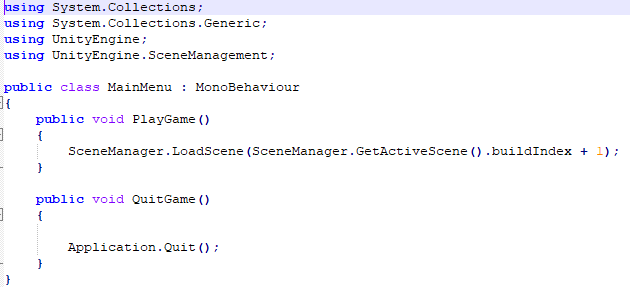 using System.Collections;
using System.Collections.Generic;
using UnityEngine;
using UnityEngine.SceneManagement;
public class MainMenu : MonoBehaviour
{
public void PlayGame()
{
SceneManager.LoadScene(SceneManager.GetActiveScene().buildIndex + 1);
}
public void QuitGame()
{
Application.Quit();
}
}